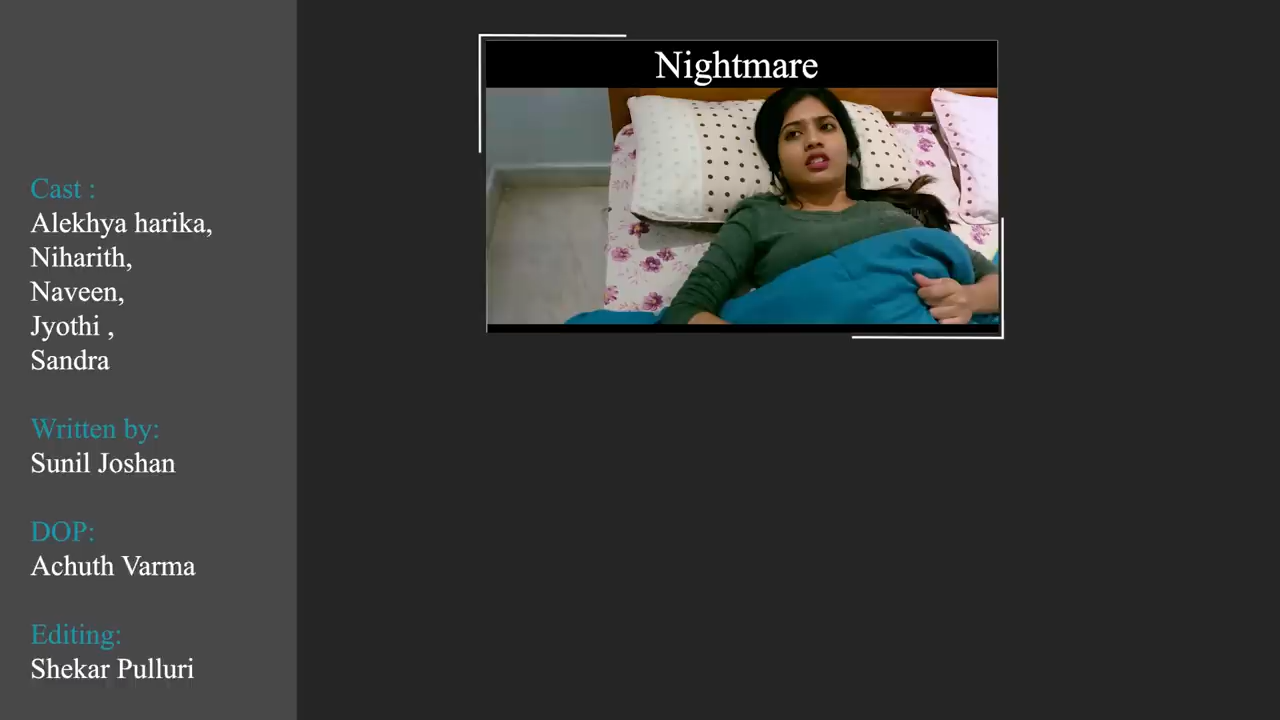 Nightmare
Cast :
Alekhya harika,
Niharith,
Naveen,
Jyothi ,
Sandra
Written by:
Sunil Joshan
DOP:
Achuth Varma
Editing:
Shekar Pulluri